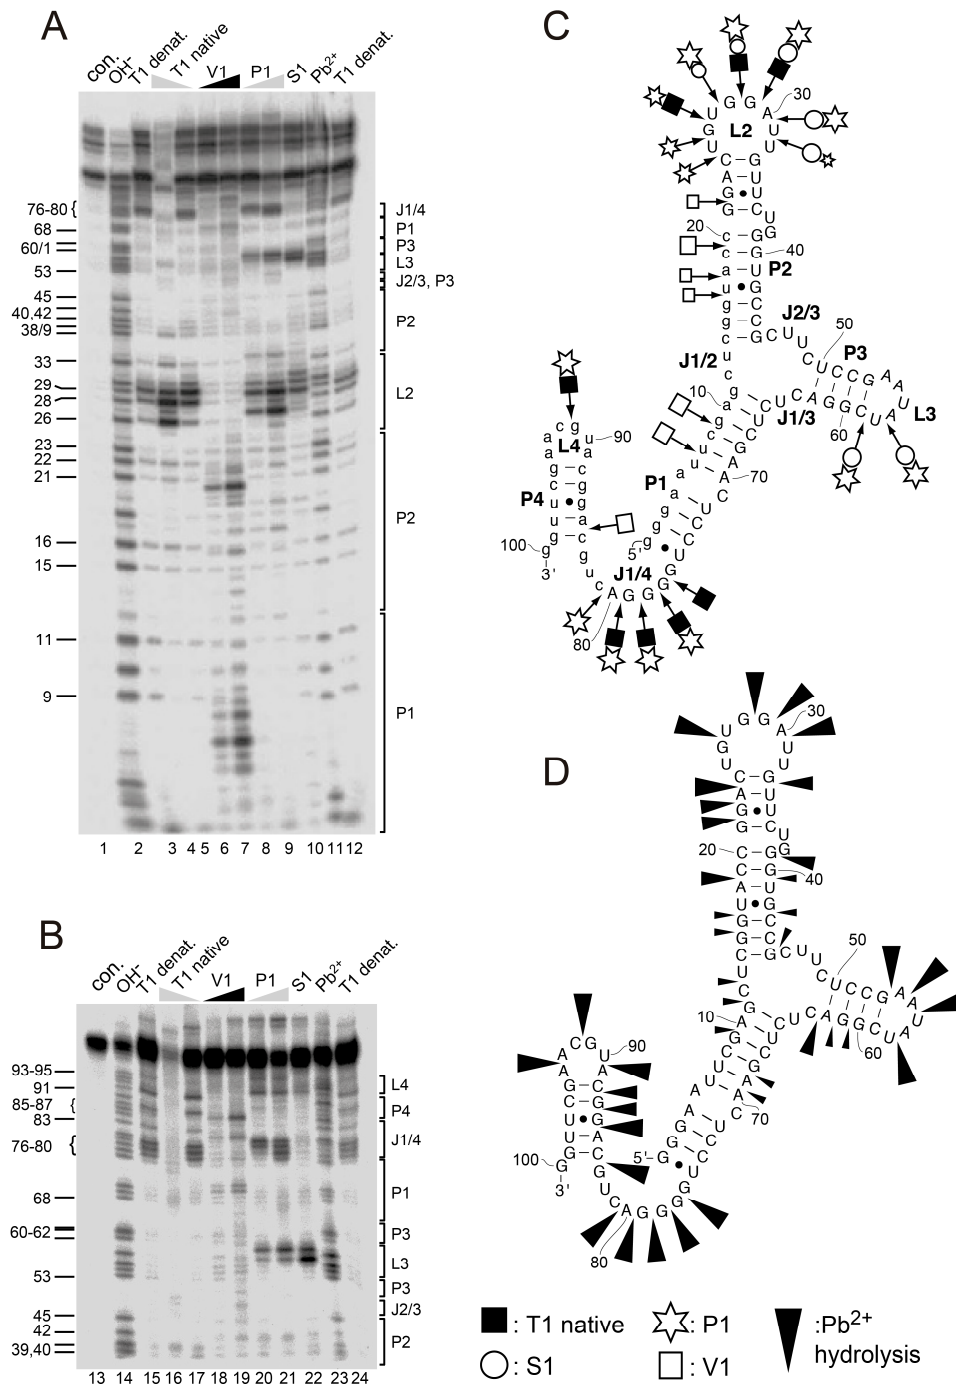 A
con.
OH-
T1 denat.
T1 native
V1
P1
S1
Pb2+
T1 denat.
76-80 {
68
60/1
53
45
40,42
38/9
33
29
28
26
23
22
21
16
15
11
9
J1/4
P1
P3
L3
J2/3, P3
P2
L2
P2
P1
1 2 3 4 5 6 7 8 9 10 11 12
B
con.
OH-
T1 denat.
T1 native
V1
P1
S1
Pb2+
T1 denat.
93-95
91
85-87 {
83
76-80 {
68
60-62
53
45
42
39,40
L4
P4
J1/4
P1
P3
L3
P3
J2/3
P2
13 14 15 16 17 18 19 20 21 22 23 24
C
L2
30
20
40
P2
J2/3
50
P3
L3
60
J1/3
J1/2
10
70
P1
5'
L4
90
P4
100
3'
J1/4
80
D
30
20
40
50
60
10
70
90
100
3'
5'
80
: T1 native
: P1
: S1
: V1
:Pb2+
hydrolysis